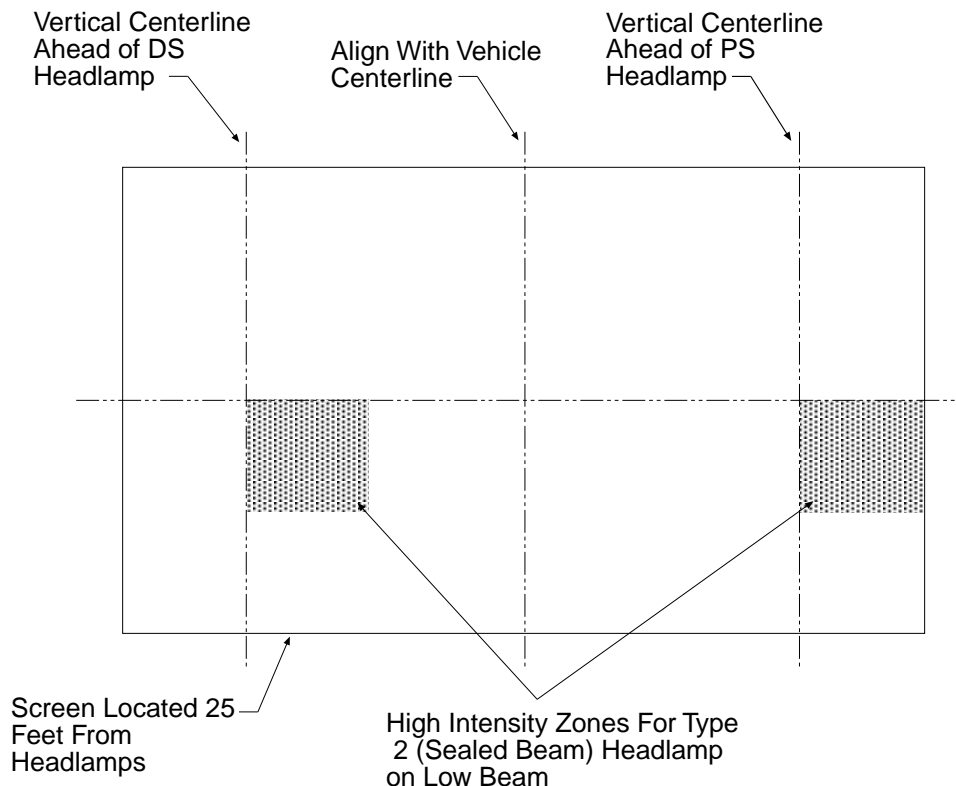 Vertical Centerline
Ahead of DS
Headlamp
Align With Vehicle
Centerline
Vertical Centerline
Ahead of PS
Headlamp
Screen Located 25
Feet From
Headlamps
High Intensity Zones For Type
2 (Sealed Beam) Headlamp
on Low Beam